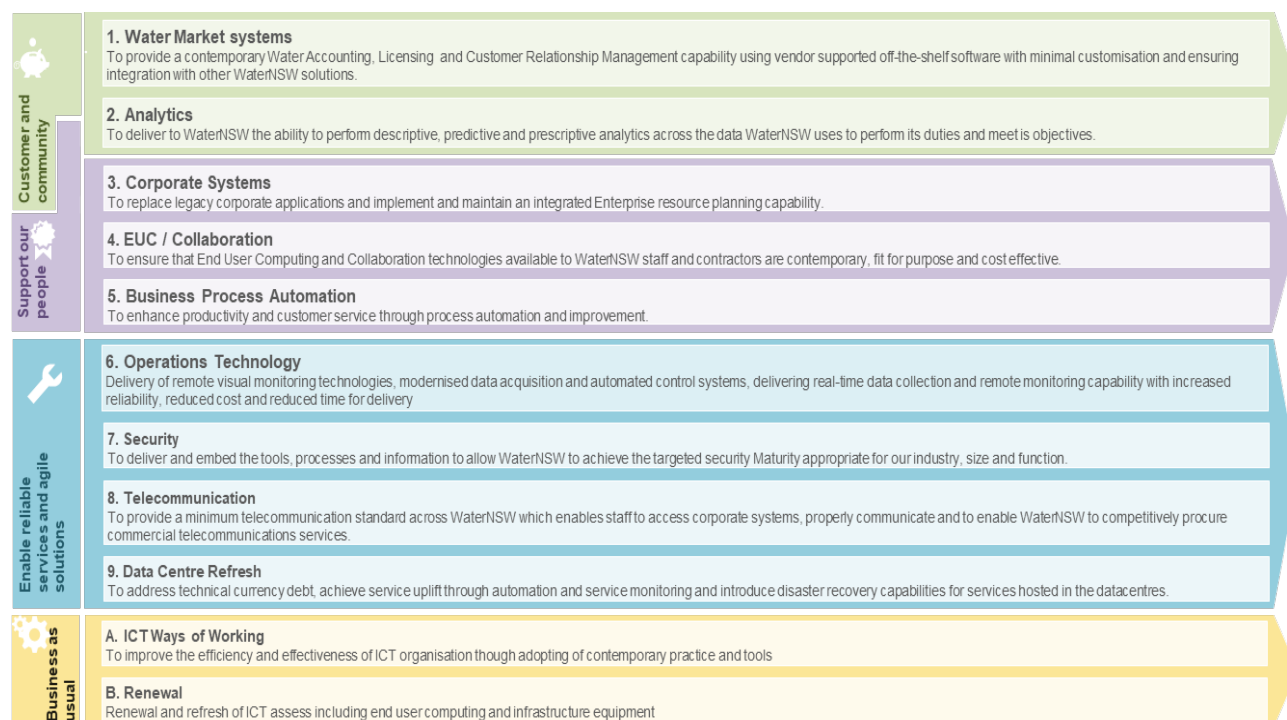 Customer and
community
1. Water Market systems
To provide a contemporary Water Accounting, Licensing and Customer Relationship Management capability using vendor supported off-the-shelf software with minimal customisation and ensuring
integration with other WaterNSW solutions.
2. Analytics
To deliver to WaterNSW the ability to perform descriptive, predictive and prescriptive analytics across the data WaterNSW uses to perform its duties and meet is objectives.
Support our
people
3. Corporate Systems
To replace legacy corporate applications and implement and maintain an integrated Enterprise resource planning capability.
4. EUC / Collaboration
To ensure that End User Computing and Collaboration technologies available to WaterNSW staff and contractors are contemporary, fit for purpose and cost effective.
5. Business Process Automation
To enhance productivity and customer service through process automation and improvement.
Enable reliable
services and agile
solutions
6. Operations Technology
Delivery of remote visual monitoring technologies, modernised data acquisition and automated control systems, delivering real-time data collection and remote monitoring capability with increased
reliability, reduced cost and reduced time for delivery
7. Security
To deliver and embed the tools, processes and information to allow WaterNSW to achieve the targeted security Maturity appropriate for our industry, size and function.
8. Telecommunication
To provide a minimum telecommunication standard across WaterNSW which enables staff to access corporate systems, properly communicate and to enable WaterNSW to competitively procure
commercial telecommunications services.
9. Data Centre Refresh
To address technical currency debt, achieve service uplift through automation and service monitoring and introduce disaster recovery capabilities for services hosted in the datacentres.
Business as
usual
A. ICT Ways of Working
To improve the efficiency and effectiveness of ICT organisation though adopting of contemporary practice and tools
B. Renewal
Renewal and refresh of ICT assess including end user computing and infrastructure equipment